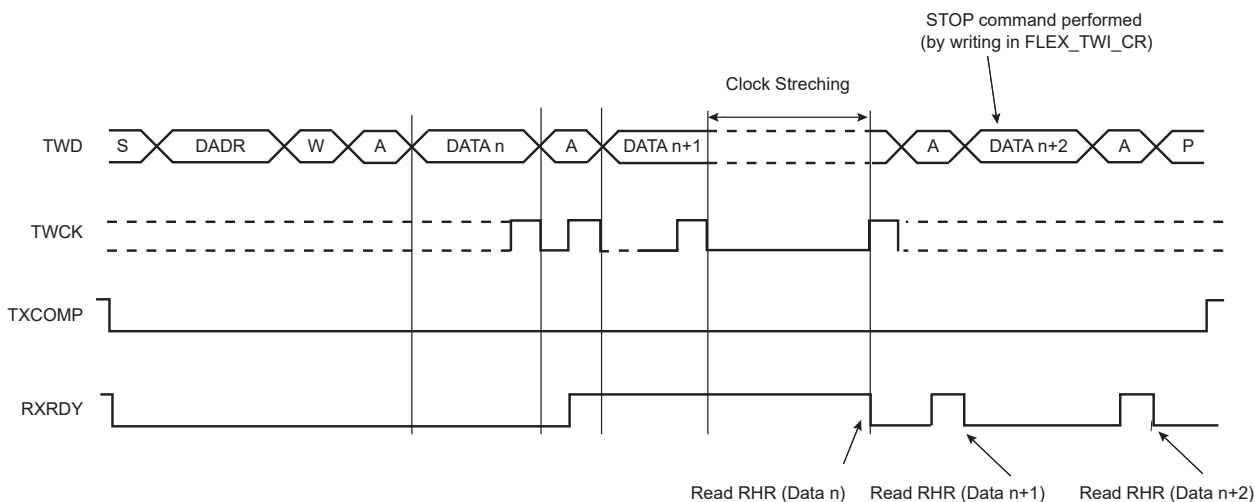 STOP command performed
(by writing in FLEX_TWI_CR)
Clock Streching
TWD S DADR W A DATA n A DATA n+1 A DATA n+2 A P
TWCK
TXCOMP
RXRDY
Read RHR (Data n) Read RHR (Data n+1) Read RHR (Data n+2)